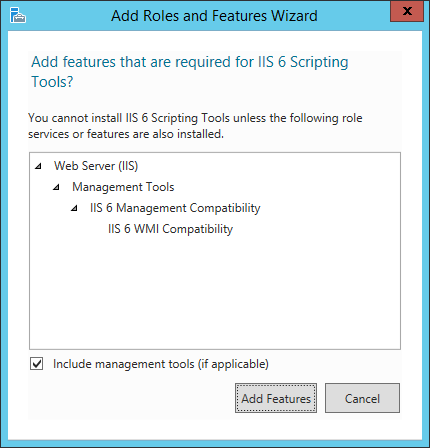 Add Roles and Features Wizard
x
Add features that are required for IIS 6 Scripting
Tools?
You cannot install IIS 6 Scripting Tools unless the following role
services or features are also installed.
Web Server (IIS)
Management Tools
IIS 6 Management Compatibility
IIS 6 WMI Compatibility
Include management tools (if applicable)
Add Features
Cancel